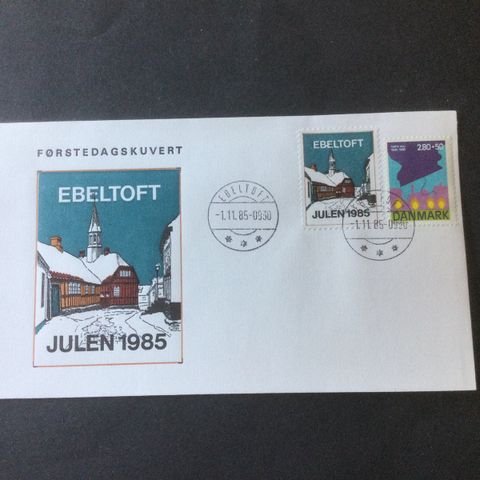 FØRSTEDAGSKUVERT
EBELTOFT
JULEN 1985
EBELTOFT
-1.11.85-0930
EBELTOFT
JULEN 1985
2.80+50
DANMARK
-1.11.85-0930